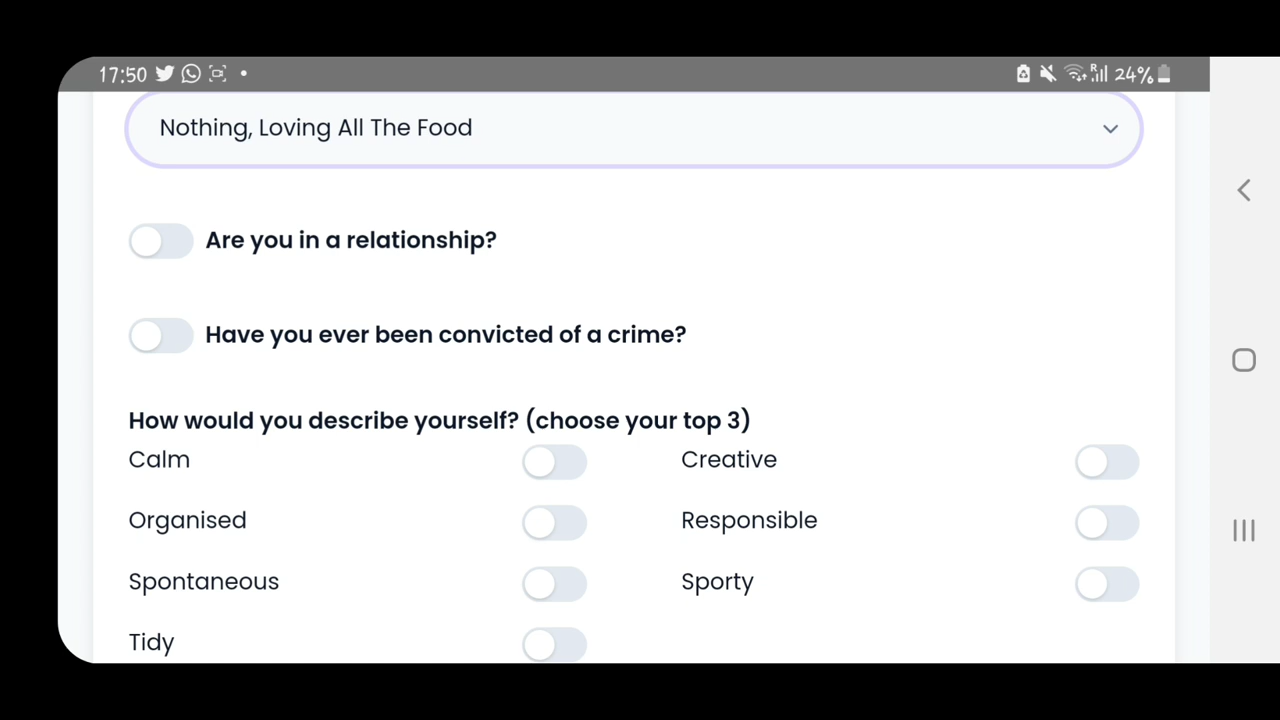 17:50
R
24%
Nothing, Loving All The Food
Are you in a relationship?
Have you ever been convicted of a crime?
How would you describe yourself? (choose your top 3)
Calm
Creative
Organised
Responsible
Spontaneous
Sporty
Tidy